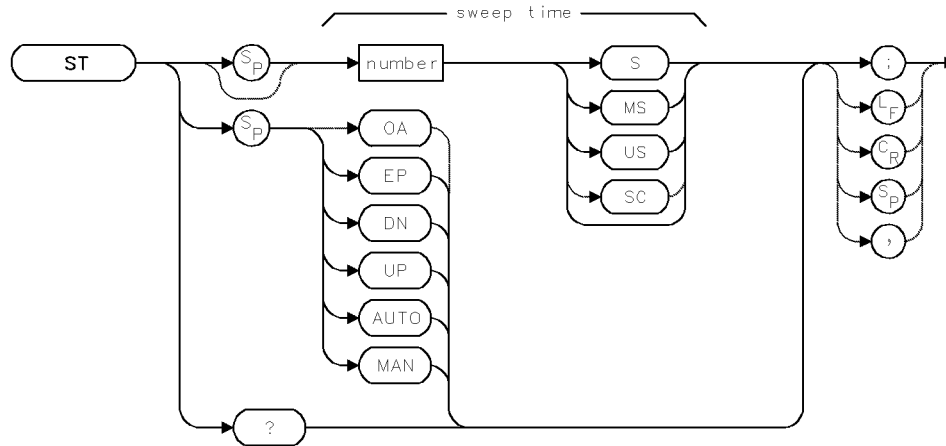 sweep time
ST SP number S ;
MS LF
US CR
SC SP
,
SP OA
EP
DN
UP
AUTO
MAN
?